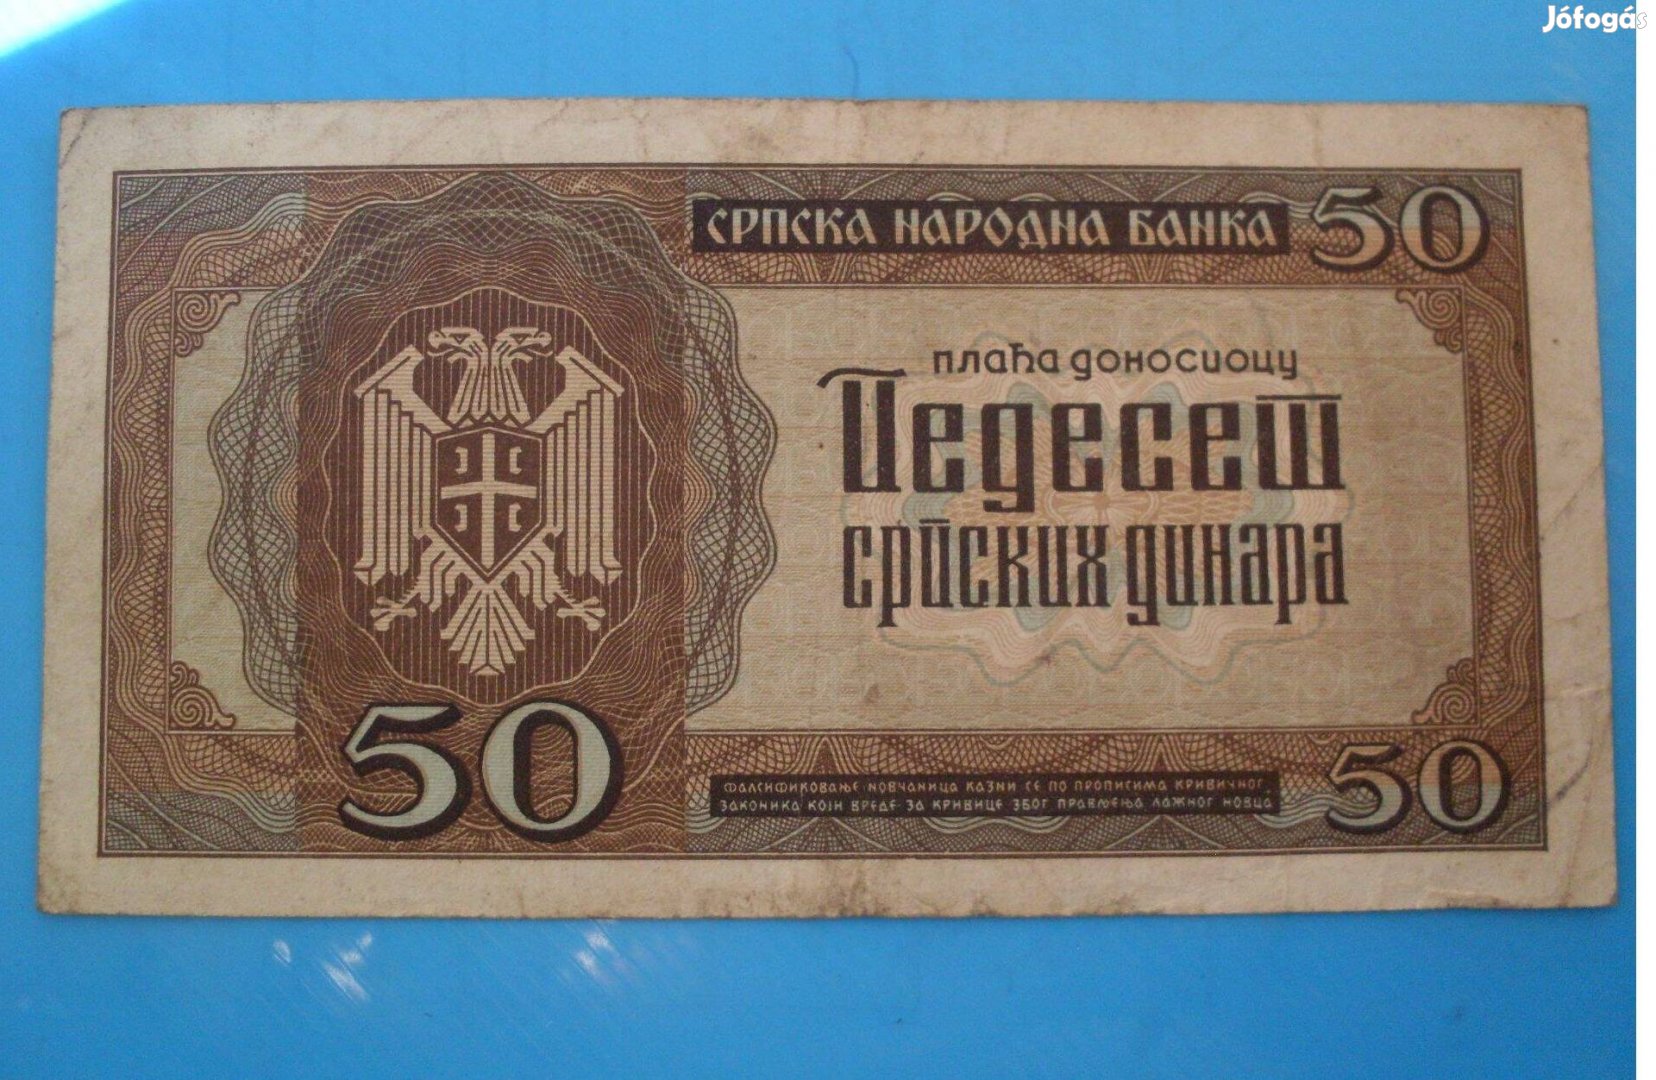 Jófogás
СРПСКА НАРОДНА БАНКА
50
плаћа доносиоцу
Педесет
српских динара
50
ФАЛСИФИКОВАЊЕ НОВЧАНИЦА КАЗНИ СЕ ПО ПРОПИСИМА КРИВИЧНОГ
ЗАКОНИКА КОЈИ ВРЕДЕ ЗА КРИВИЦЕ ЗБОГ ПРАВЉЕЊА ЛАЖНОГ НОВЦА
50